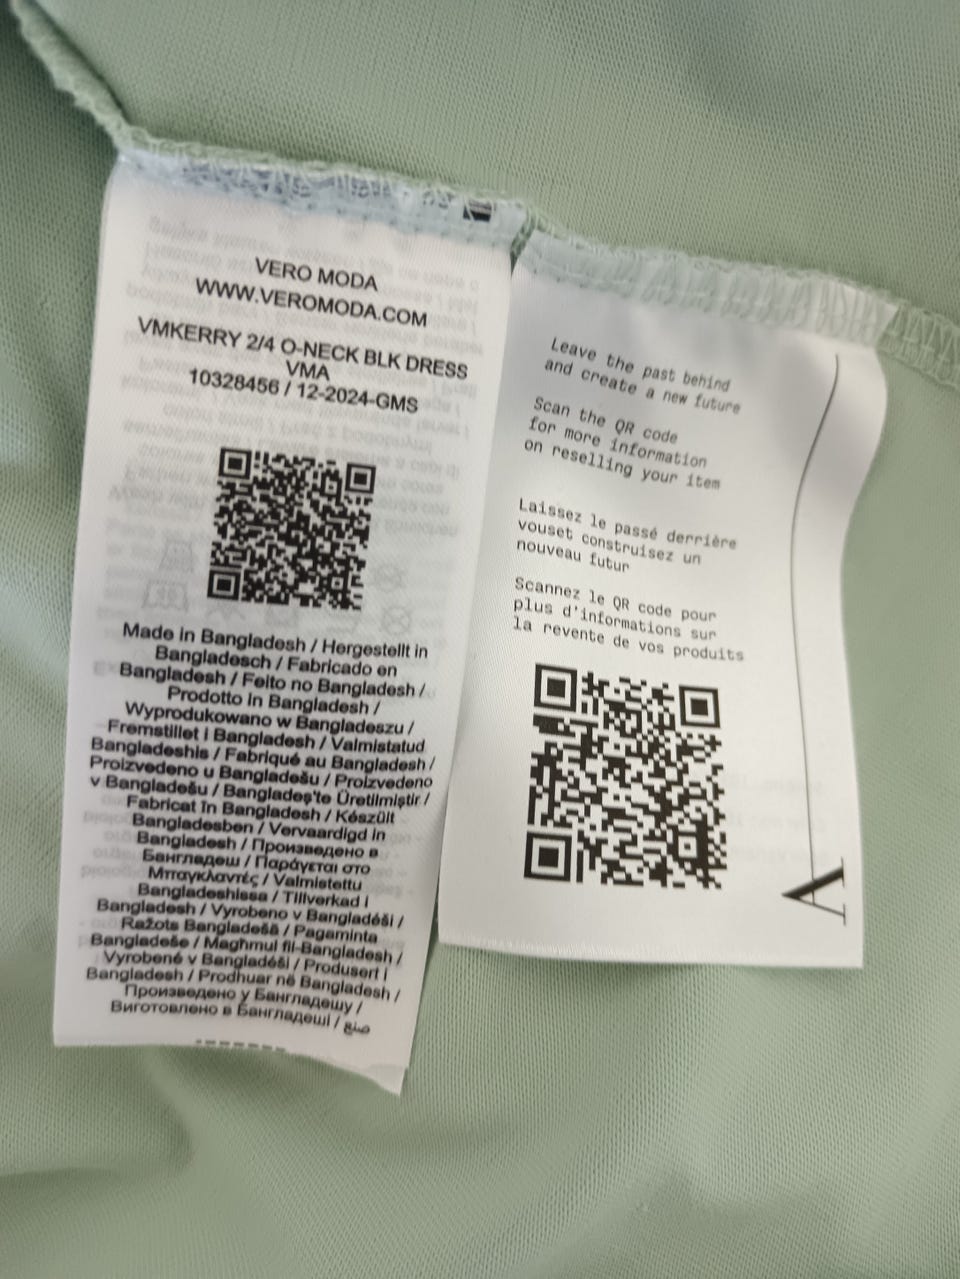 VERO MODA
WWW.VEROMODA.COM
VMKERRY 2/4 O-NECK BLK DRESS
VMA
10328456 / 12-2024-GMS
Made in Bangladesh / Hergestellt in
Bangladesch / Fabricado en
Bangladesh / Feito no Bangladesh /
Prodotto in Bangladesh /
Wyprodukowano w Bangladeszu /
Fremstillet i Bangladesh / Valmistatud
Bangladeshis / Fabriqué au Bangladesh /
Proizvedeno u Bangladešu / Proizvedeno
v Bangladešu / Bangladeş'te Üretilmiştir /
Fabricat în Bangladesh / Készült
Bangladesben / Vervaardigd in
Bangladesh / Произведено в
Бангладеш / Παράγεται στο
Μπαγκλαντές / Valmistettu
Bangladeshissa / Tillverkad i
Bangladesh / Vyrobeno v Bangladéši /
Ražots Bangladešā / Pagaminta
Bangladeše / Magħmul fil-Bangladesh /
Vyrobené v Bangladéši / Produsert i
Bangladesh / Prodhuar në Bangladesh /
Произведено у Бангладешу /
Виготовлено в Бангладеші / صنع
Leave the past behind
and create a new future
Scan the QR code
for more information
on reselling your item
Laissez le passé derrière
vouset construisez un
nouveau futur
Scannez le QR code pour
plus d'informations sur
la revente de vos produits
A